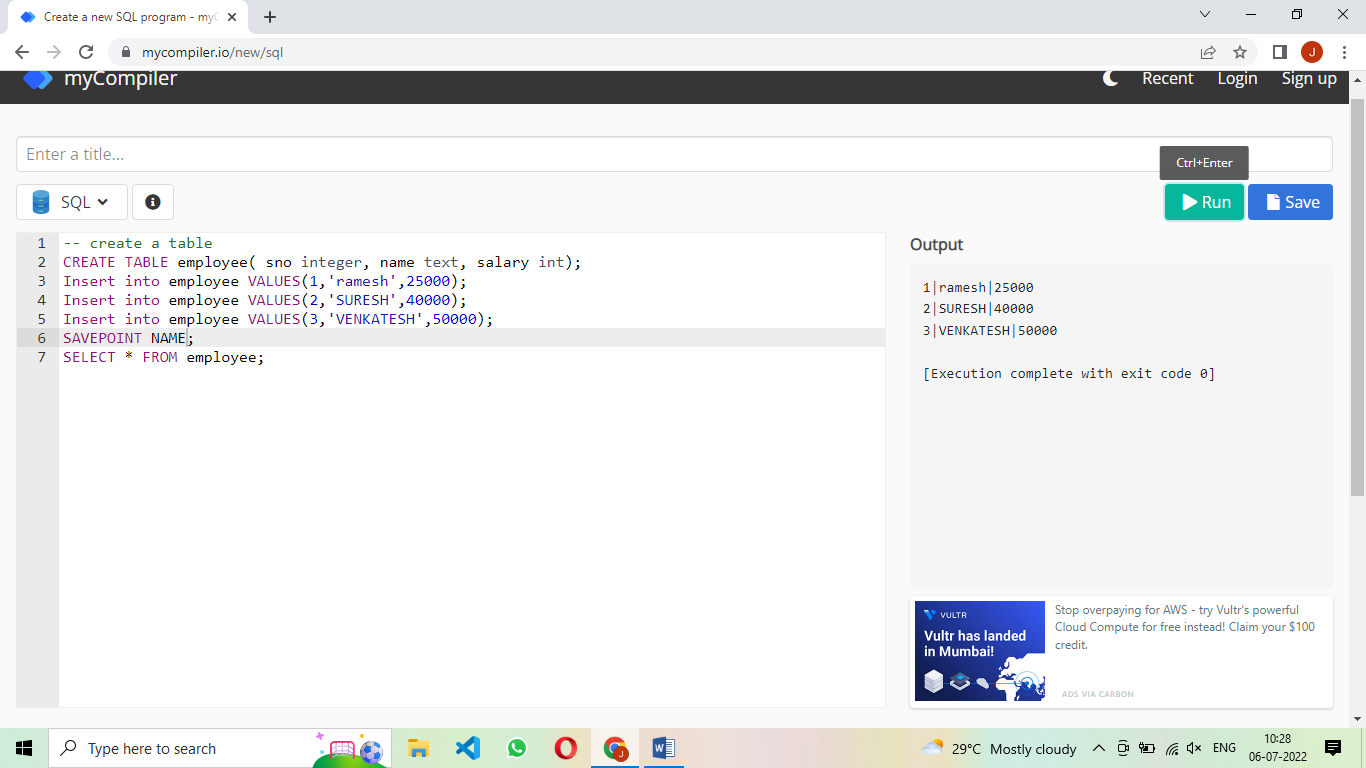 Create a new SQL program - my
mycompiler.io/new/sql
J
myCompiler
Recent Login Sign up
Enter a title...
Ctrl+Enter
SQL
Run Save
1 -- create a table
2 CREATE TABLE employee( sno integer, name text, salary int);
3 Insert into employee VALUES(1,'ramesh',25000);
4 Insert into employee VALUES(2,'SURESH',40000);
5 Insert into employee VALUES(3,'VENKATESH',50000);
6 SAVEPOINT NAME;
7 SELECT * FROM employee;
Output
1|ramesh|25000
2|SURESH|40000
3|VENKATESH|50000
[Execution complete with exit code 0]
VULTR
Vultr has landed
in Mumbai!
Stop overpaying for AWS - try Vultr's powerful
Cloud Compute for free instead! Claim your $100
credit.
ADS VIA CARBON
Type here to search
J
29°C Mostly cloudy
ENG
10:28
06-07-2022